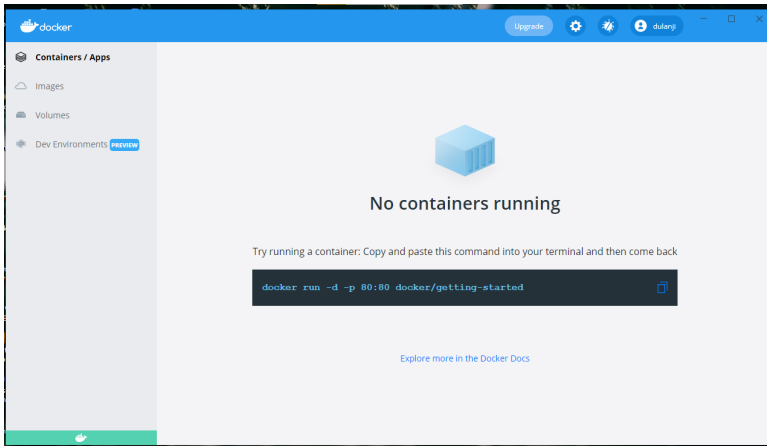 docker
Upgrade
dulanji
Containers / Apps
Images
Volumes
Dev Environments PREVIEW
No containers running
Try running a container: Copy and paste this command into your terminal and then come back
docker run -d -p 80:80 docker/getting-started
Explore more in the Docker Docs